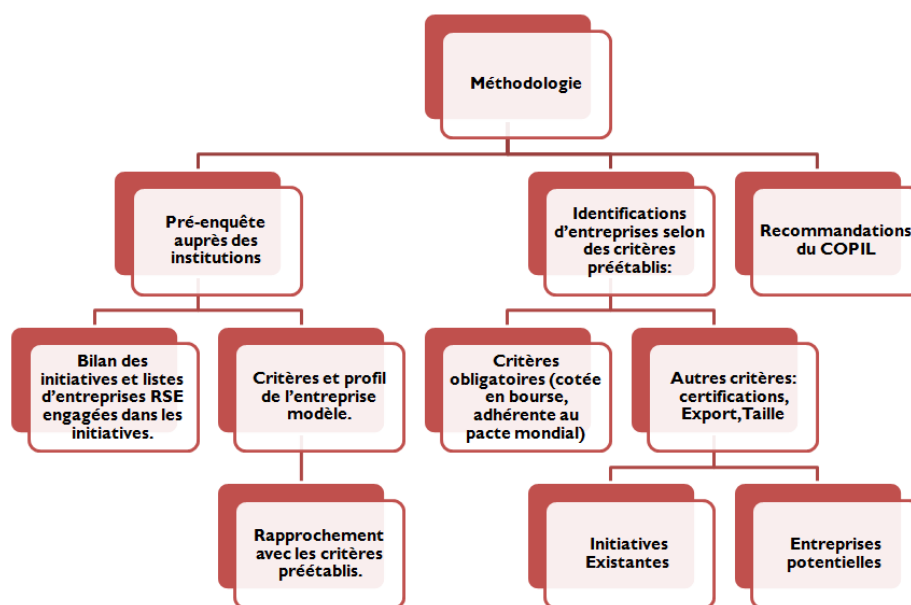 Méthodologie
Pré-enquête
auprès des
institutions
Identifications
d'entreprises selon
des critères
préétablis:
Recommandations
du COPIL
Bilan des
initiatives et listes
d'entreprises RSE
engagées dans les
initiatives.
Critères et profil
de l'entreprise
modèle.
Critères
obligatoires (cotée
en bourse,
adhérente au
pacte mondial)
Autres critères:
certifications,
Export,Taille
Rapprochement
avec les critères
préétablis.
Initiatives
Existantes
Entreprises
potentielles